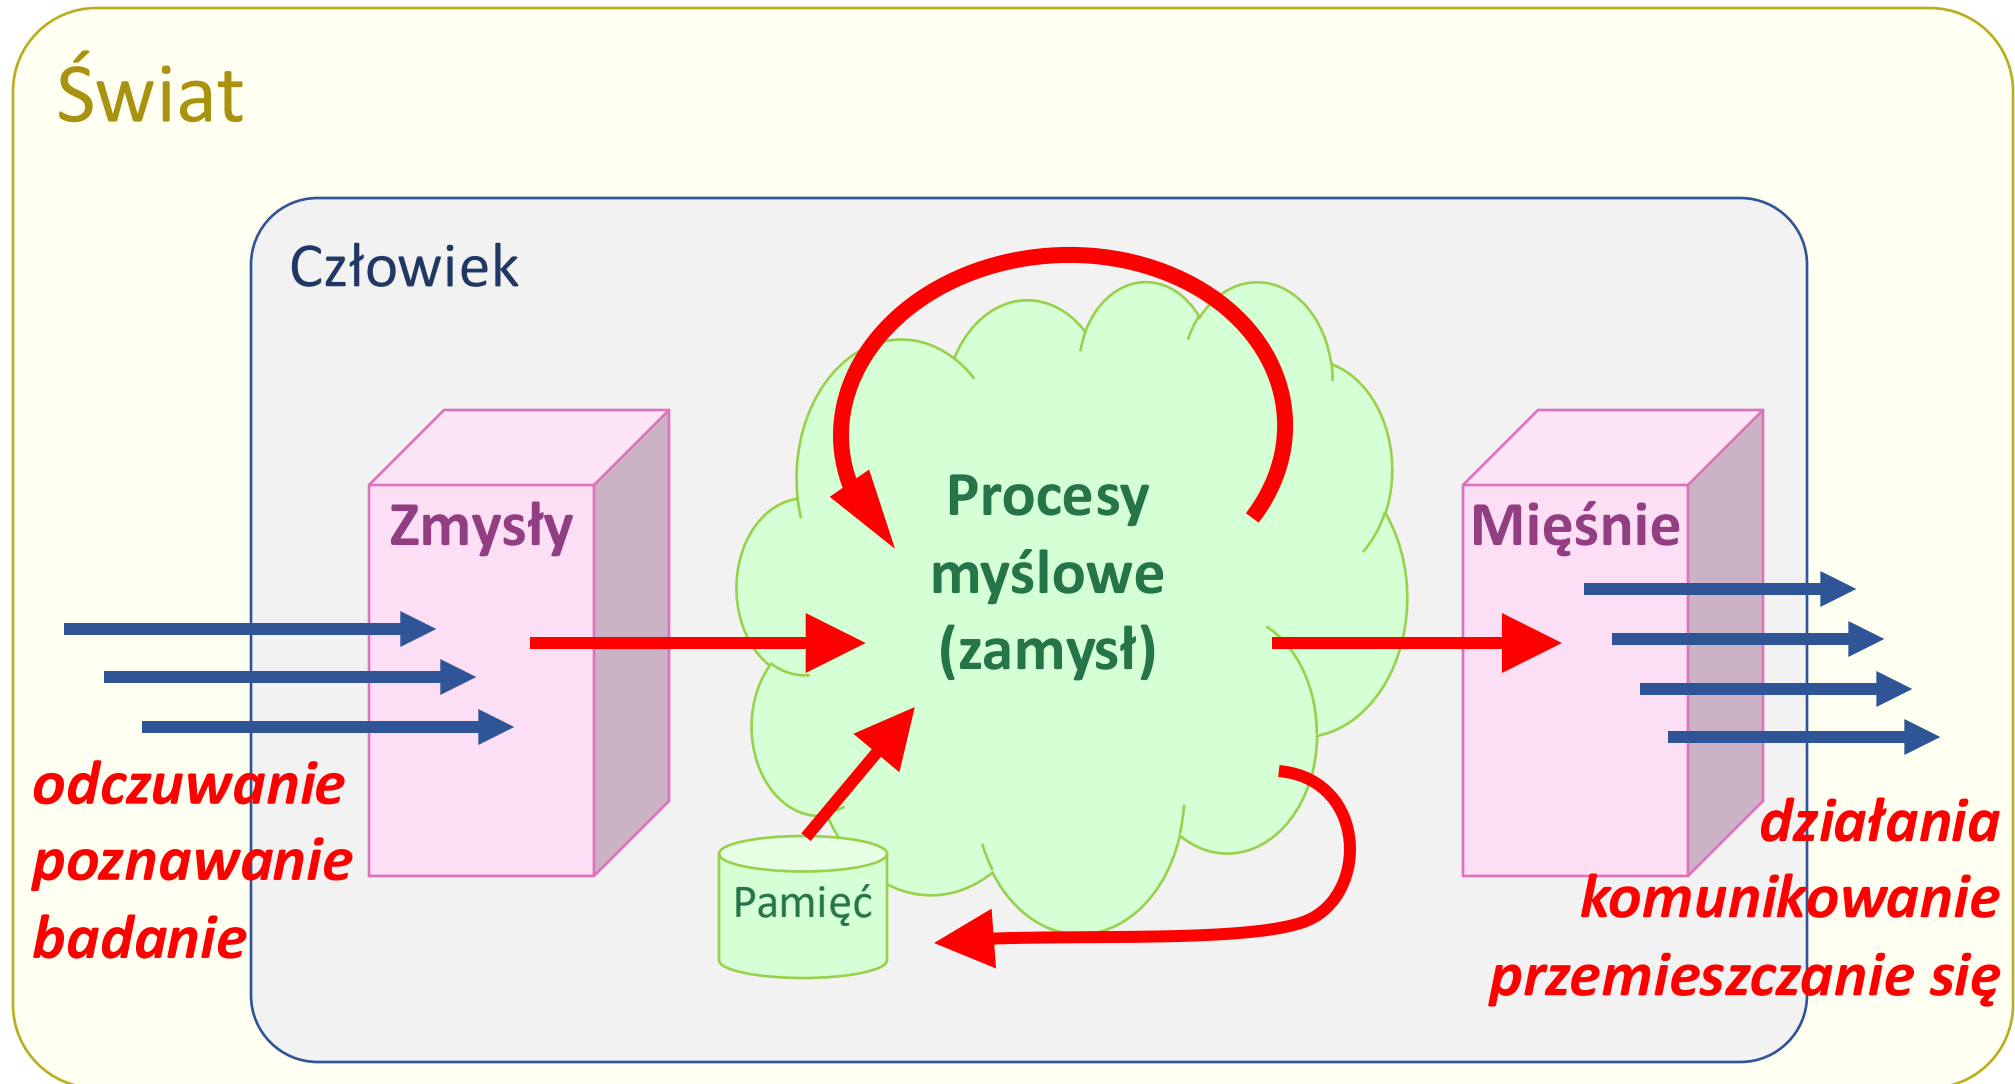 Świat
Człowiek
Zmysły
Procesy
myślowe
(zamysł)
Mięśnie
Pamięć
odczuwanie
poznawanie
badanie
działania
komunikowanie
przemieszczanie się